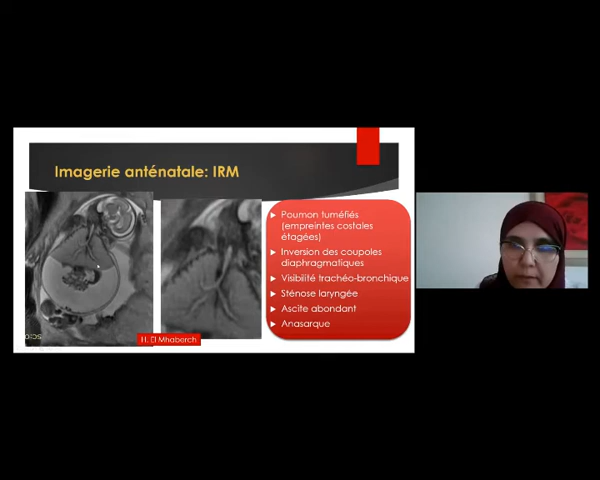 Imagerie anténatale: IRM
Poumon tuméfiés
(empreintes costales
étagées)
Inversion des coupoles
diaphragmatiques
Visibilité trachéo-bronchique
Sténose laryngée
Ascite abondant
Anasarque
H. El Mhaberch